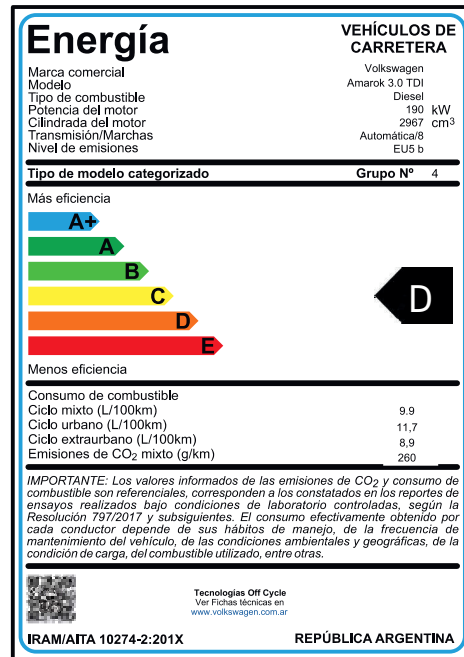 Energía
VEHÍCULOS DE
CARRETERA
Marca comercial Volkswagen
Modelo Amarok 3.0 TDI
Tipo de combustible Diesel
Potencia del motor 190 kW
Cilindrada del motor 2967 cm³
Transmisión/Marchas Automática/8
Nivel de emisiones EU5 b
Tipo de modelo categorizado Grupo Nº 4
Más eficiencia
A+
A
B
C
D
D
E
Menos eficiencia
Consumo de combustible
Ciclo mixto (L/100km) 9.9
Ciclo urbano (L/100km) 11,7
Ciclo extraurbano (L/100km) 8,9
Emisiones de CO₂ mixto (g/km) 260
IMPORTANTE: Los valores informados de las emisiones de CO₂ y consumo de
combustible son referenciales, corresponden a los constatados en los reportes de
ensayos realizados bajo condiciones de laboratorio controladas, según la
Resolución 797/2017 y subsiguientes. El consumo efectivamente obtenido por
cada conductor depende de sus hábitos de manejo, de la frecuencia de
mantenimiento del vehículo, de las condiciones ambientales y geográficas, de la
condición de carga, del combustible utilizado, entre otras.
Tecnologías Off Cycle
Ver Fichas técnicas en
www.volkswagen.com.ar
IRAM/AITA 10274-2:201X REPÚBLICA ARGENTINA